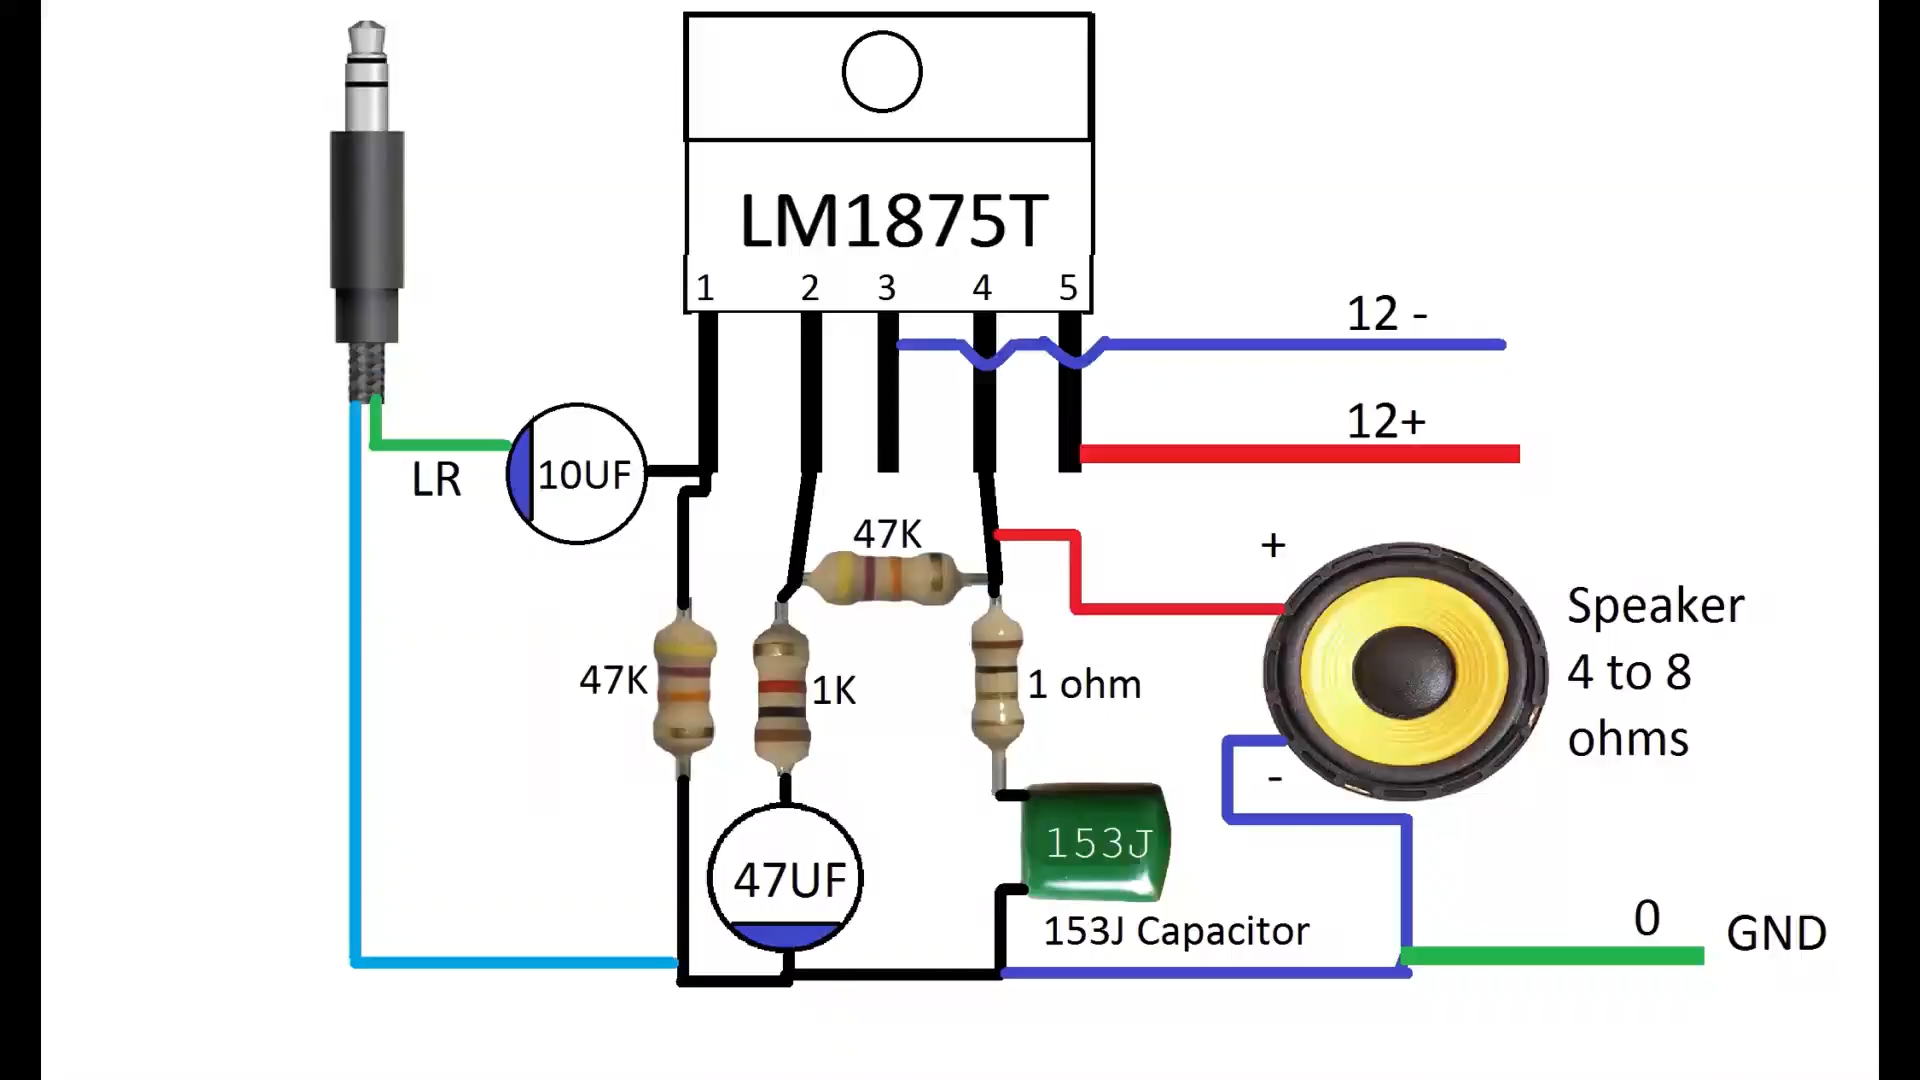 LM1875T
1 2 3 4 5
12 -
12+
LR
10UF
47K
+
Speaker
4 to 8
ohms
47K
1K
1 ohm
-
153J
47UF
153J Capacitor
0
GND